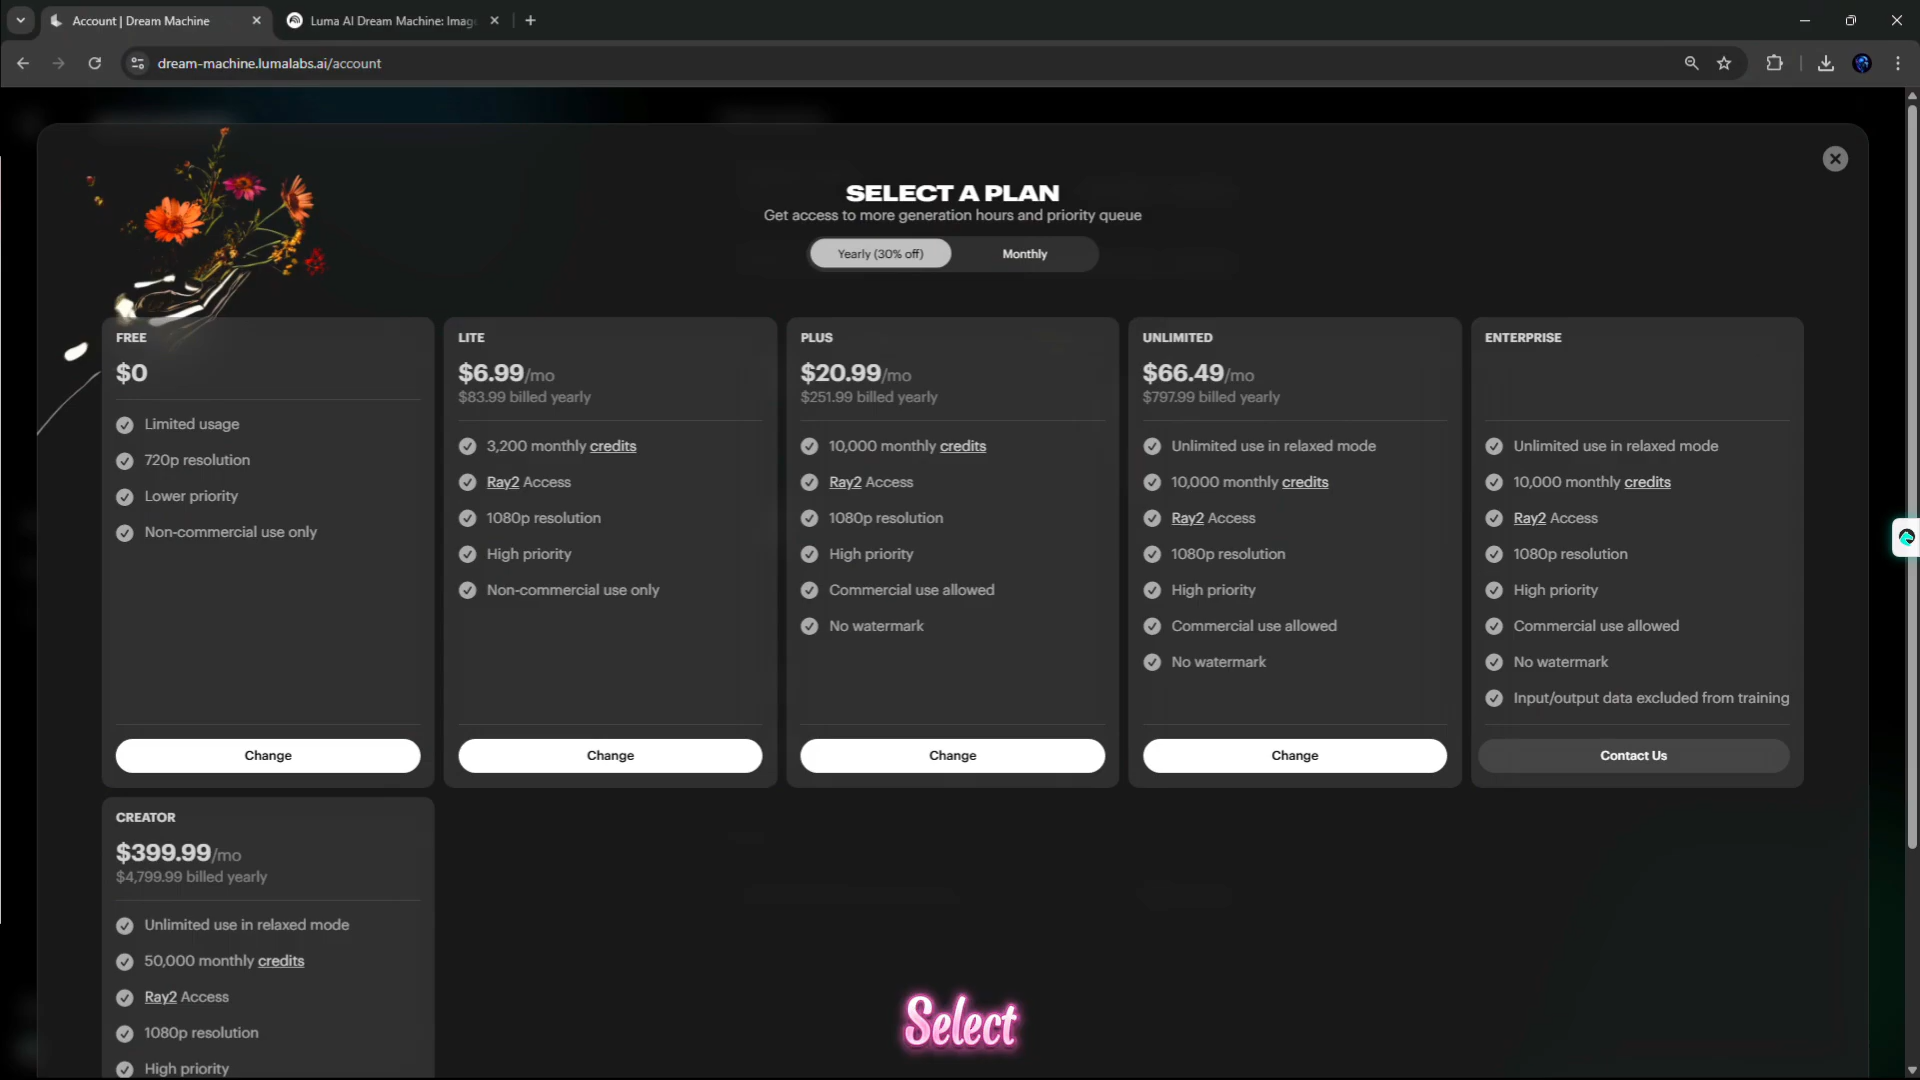 Account | Dream Machine
Luma AI Dream Machine: Imag
dream-machine.lumalabs.ai/account
SELECT A PLAN
Get access to more generation hours and priority queue
Yearly (30% off)
Monthly
FREE
$0
Limited usage
720p resolution
Lower priority
Non-commercial use only
Change
LITE
$6.99/mo
$83.99 billed yearly
3,200 monthly credits
Ray2 Access
1080p resolution
High priority
Non-commercial use only
Change
PLUS
$20.99/mo
$251.99 billed yearly
10,000 monthly credits
Ray2 Access
1080p resolution
High priority
Commercial use allowed
No watermark
Change
UNLIMITED
$66.49/mo
$797.99 billed yearly
Unlimited use in relaxed mode
10,000 monthly credits
Ray2 Access
1080p resolution
High priority
Commercial use allowed
No watermark
Change
ENTERPRISE
Unlimited use in relaxed mode
10,000 monthly credits
Ray2 Access
1080p resolution
High priority
Commercial use allowed
No watermark
Input/output data excluded from training
Contact Us
CREATOR
$399.99/mo
$4,799.99 billed yearly
Unlimited use in relaxed mode
50,000 monthly credits
Ray2 Access
1080p resolution
High priority
Select